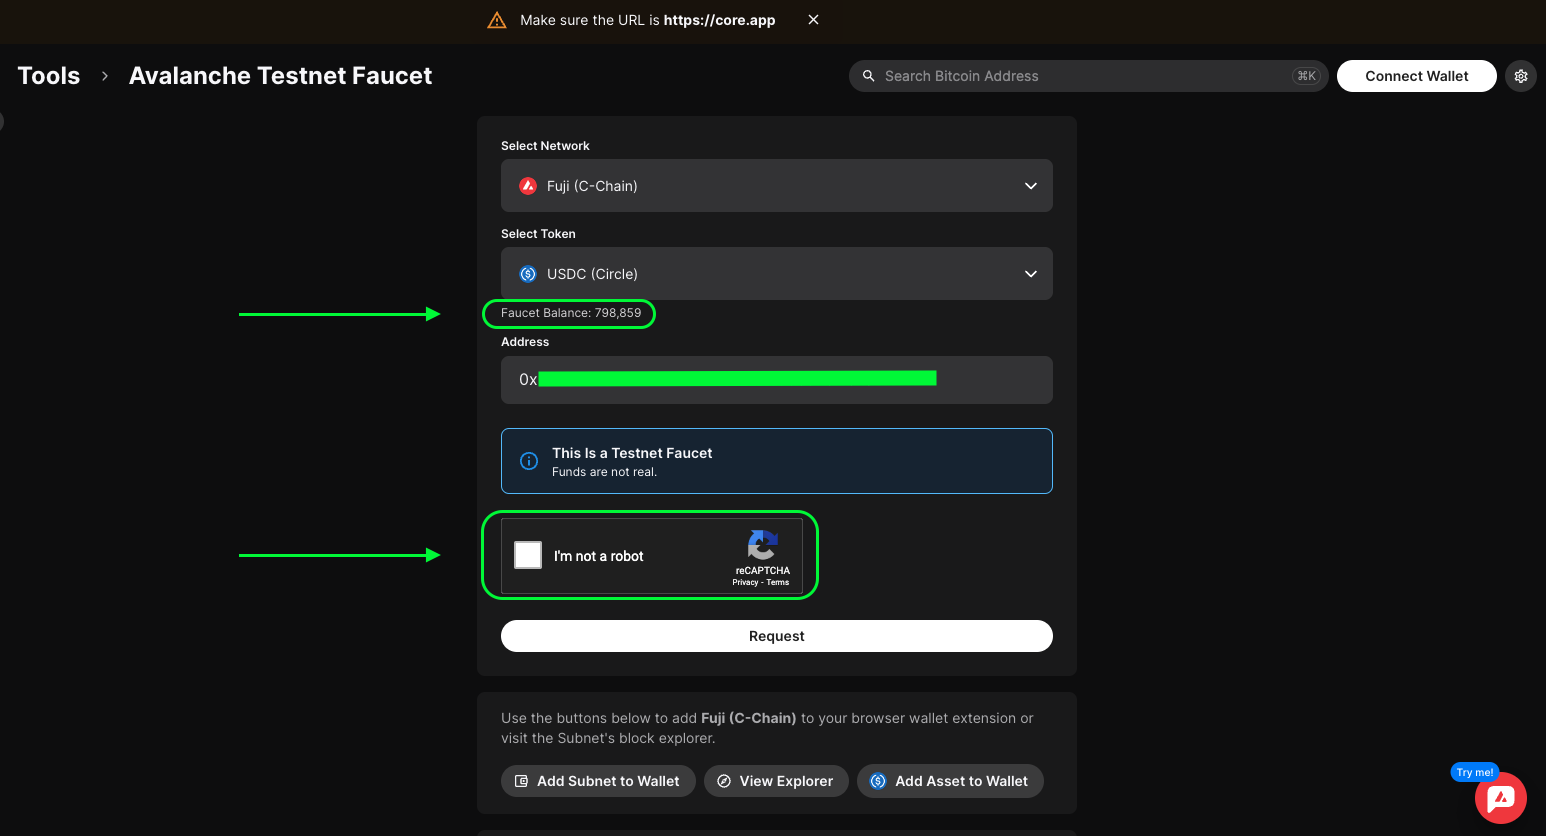 Make sure the URL is https://core.app
Tools > Avalanche Testnet Faucet
Search Bitcoin Address
⌘K
Connect Wallet
Select Network
Fuji (C-Chain)
Select Token
USDC (Circle)
Faucet Balance: 798,859
Address
0x
This Is a Testnet Faucet
Funds are not real.
I'm not a robot
reCAPTCHA
Privacy - Terms
Request
Use the buttons below to add Fuji (C-Chain) to your browser wallet extension or
visit the Subnet's block explorer.
Add Subnet to Wallet
View Explorer
Add Asset to Wallet
Try me!